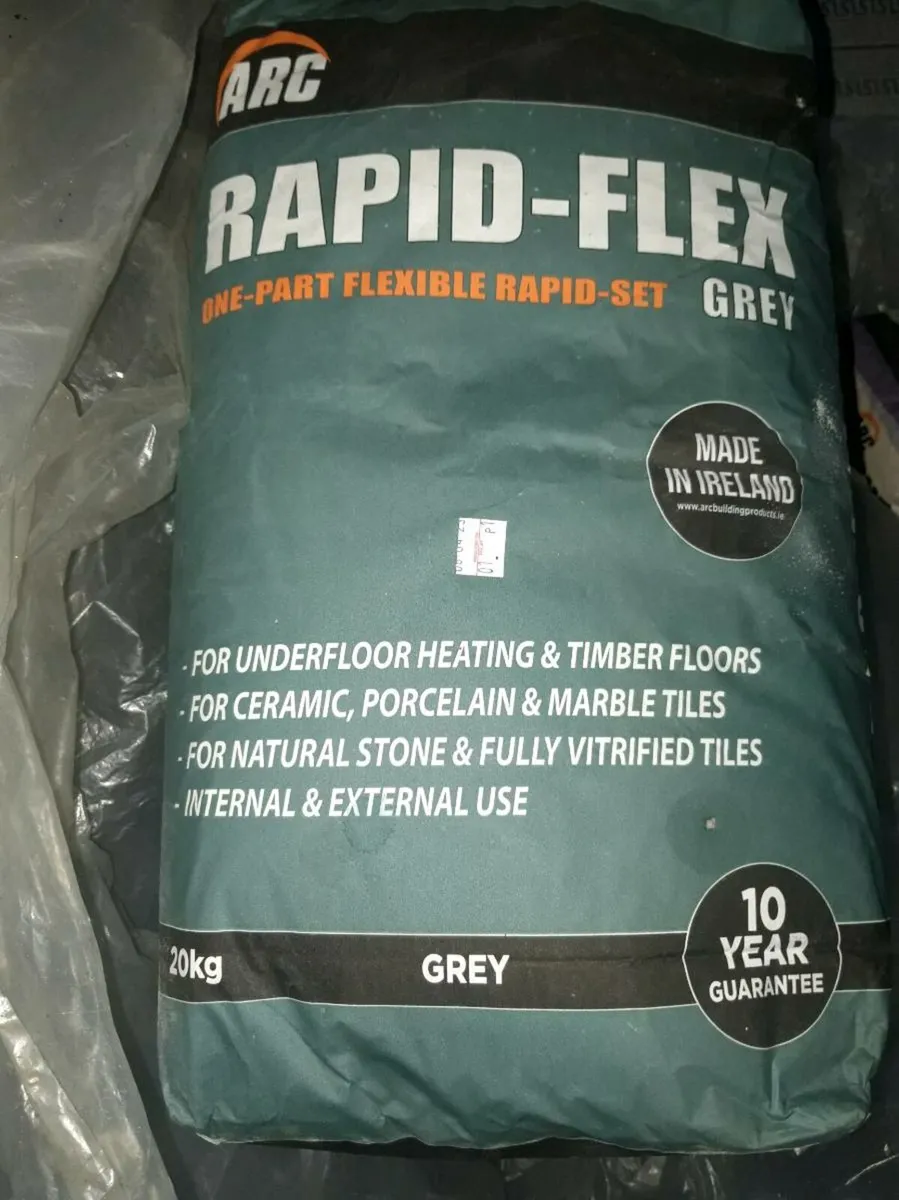 ARC
RAPID-FLEX
ONE-PART FLEXIBLE RAPID-SET
GREY
MADE
IN IRELAND
www.arcbuildingproducts.ie
- FOR UNDERFLOOR HEATING & TIMBER FLOORS
- FOR CERAMIC, PORCELAIN & MARBLE TILES
- FOR NATURAL STONE & FULLY VITRIFIED TILES
- INTERNAL & EXTERNAL USE
10
YEAR
GUARANTEE
20kg
GREY
ARC